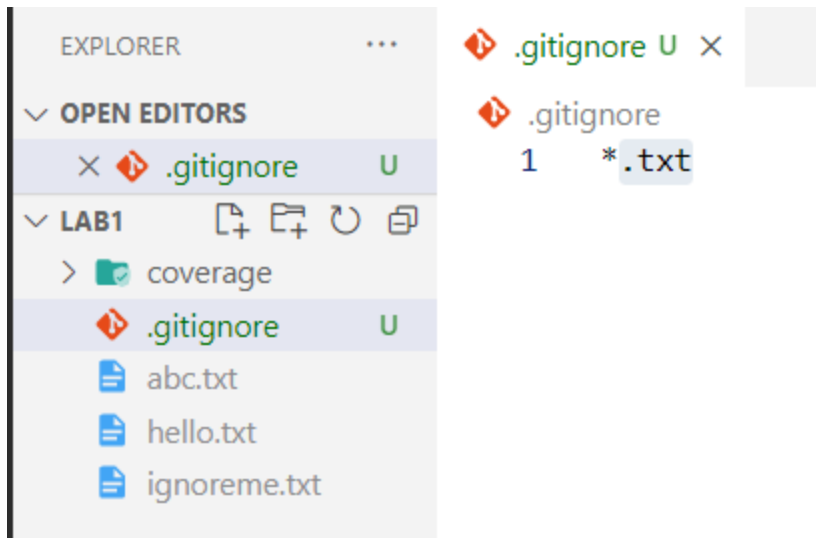 EXPLORER ...
OPEN EDITORS
.gitignore U
LAB1
coverage
.gitignore U
abc.txt
hello.txt
ignoreme.txt
.gitignore U
.gitignore
1 *.txt